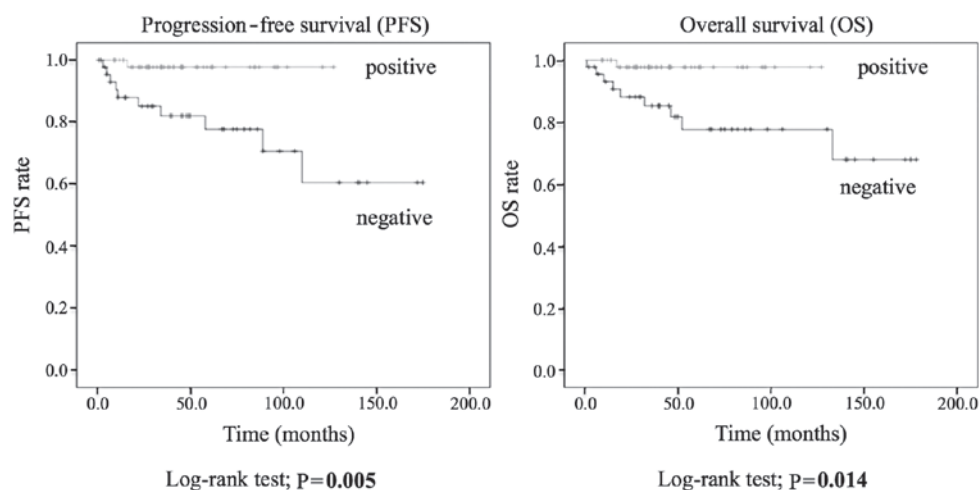 Progression-free survival (PFS)
1.0
0.8
0.6
0.4
0.2
0.0
PFS rate
positive
negative
0.0 50.0 100.0 150.0 200.0
Time (months)
Log-rank test; P=0.005
Overall survival (OS)
1.0
0.8
0.6
0.4
0.2
0.0
OS rate
positive
negative
0.0 50.0 100.0 150.0 200.0
Time (months)
Log-rank test; P=0.014